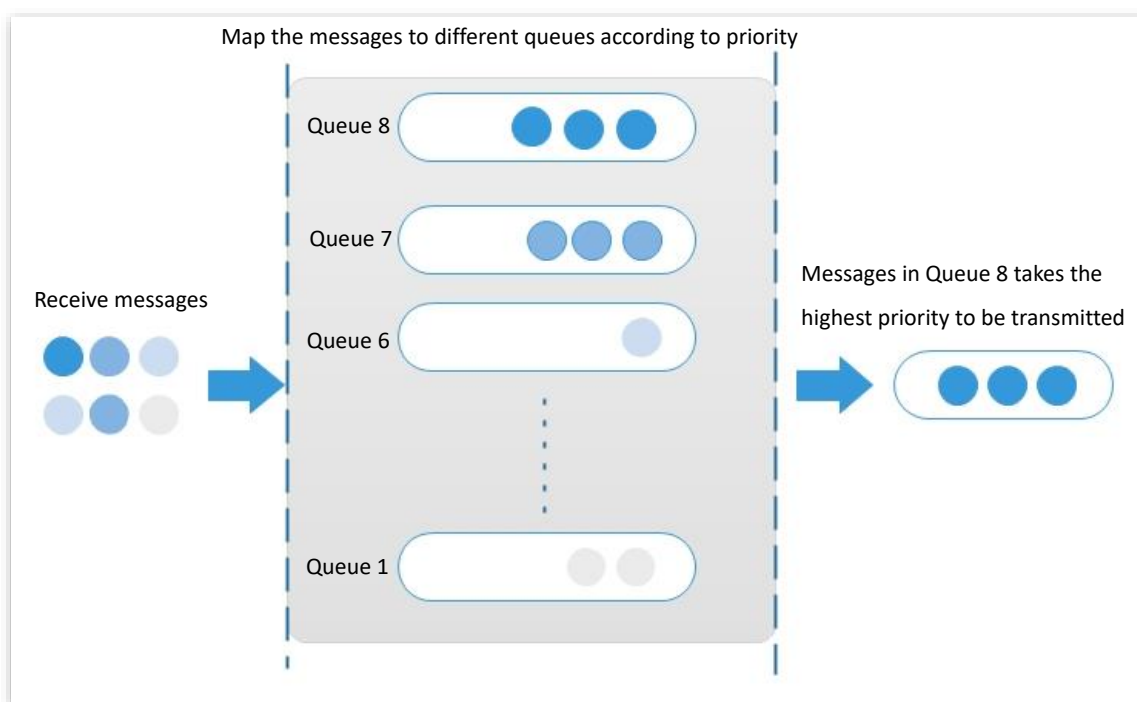 Map the messages to different queues according to priority
Queue 8
Queue 7
Queue 6
Queue 1
Receive messages
Messages in Queue 8 takes the
highest priority to be transmitted